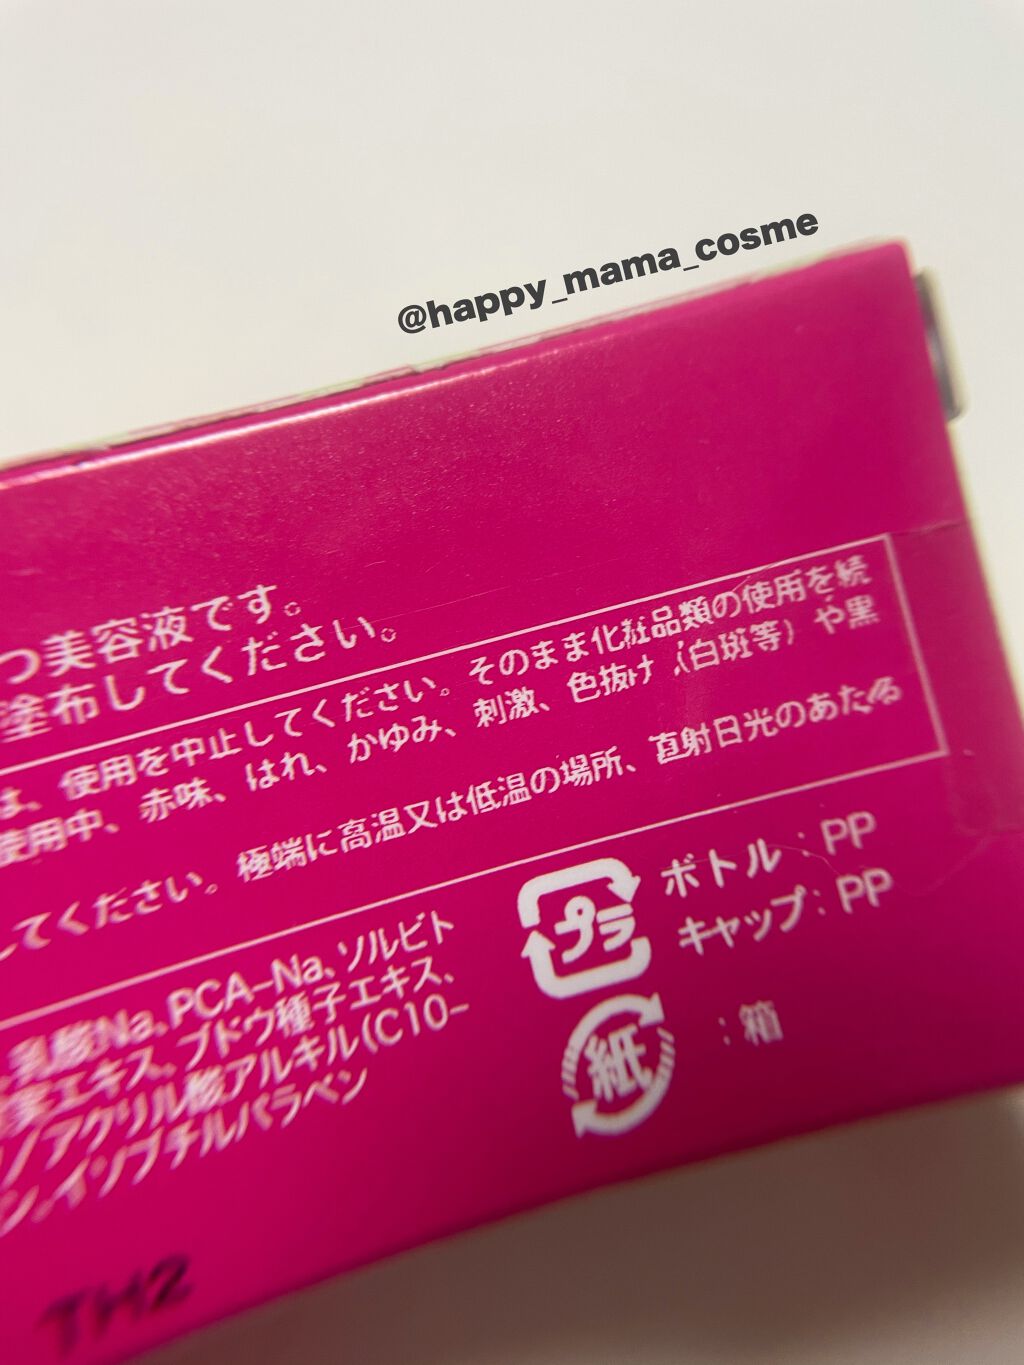 @happy_mama_cosme
つ美容液です。
塗布してください。
は、使用を中止してください。そのまま化粧品類の使用を続
使用中、赤味、はれ、かゆみ、刺激、色抜け(白斑等)や黒
してください。極端に高温又は低温の場所、直射日光のあたる
乳酸Na、PCA-Na、ソルビト
エキス、ブドウ種子エキス、
ノアクリル酸アルキル(C10-
ン、イソブチルパラベン
プラ
ボトル:PP
キャップ:PP
紙
:箱
TH2